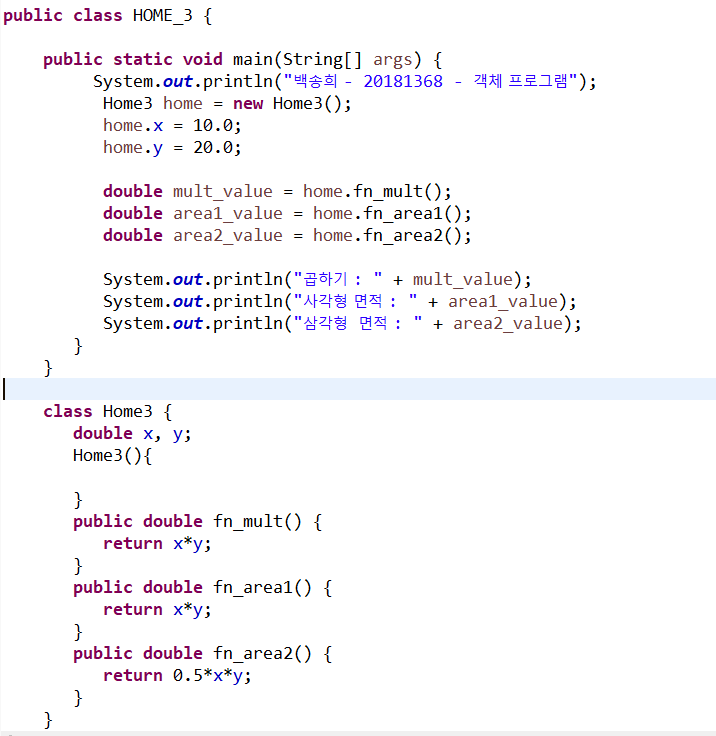 public class HOME_3 {
public static void main(String[] args) {
System.out.println("백송희 - 20181368 - 객체 프로그램");
Home3 home = new Home3();
home.x = 10.0;
home.y = 20.0;
double mult_value = home.fn_mult();
double area1_value = home.fn_area1();
double area2_value = home.fn_area2();
System.out.println("곱하기 : " + mult_value);
System.out.println("사각형 면적 : " + area1_value);
System.out.println("삼각형  면적 : " + area2_value);
}
}
class Home3 {
double x, y;
Home3(){
}
public double fn_mult() {
return x*y;
}
public double fn_area1() {
return x*y;
}
public double fn_area2() {
return 0.5*x*y;
}
}